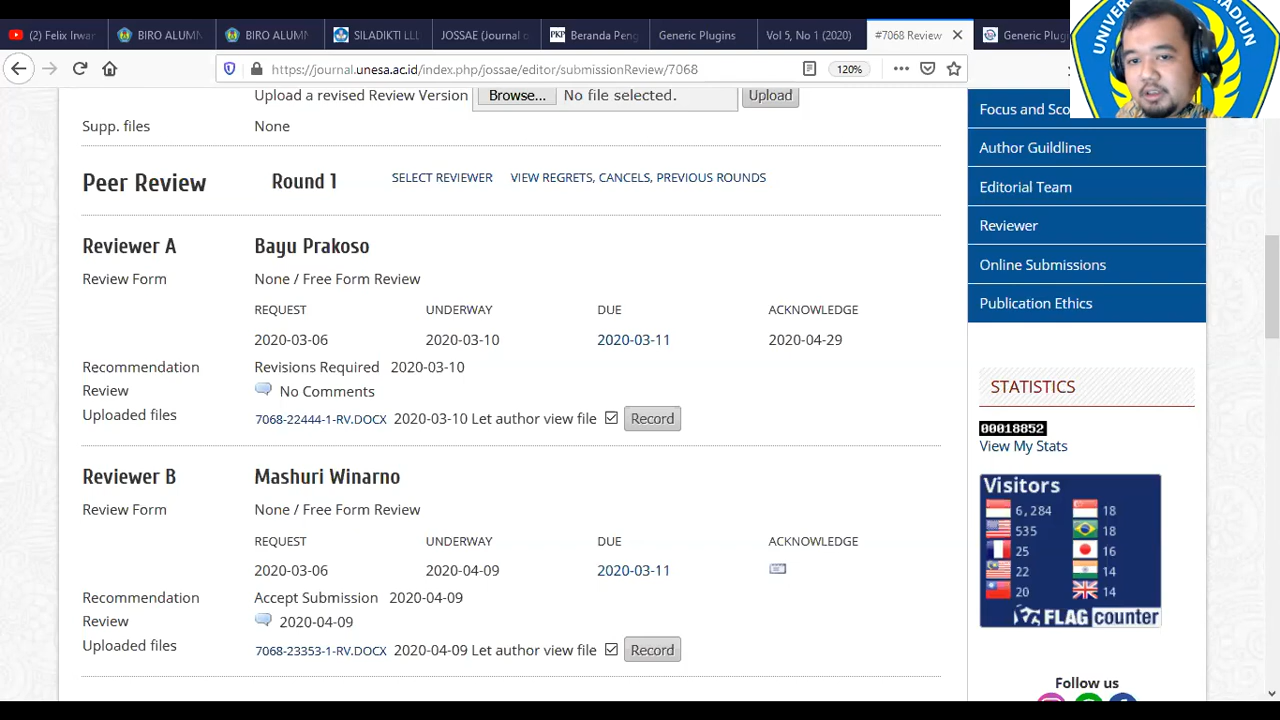 (1) Felix Irwan
BIRO ALUMN
BIRO ALUMN
SILADIKTI LL
JOSSAE (Journal o
PKP
Beranda Peng
Generic Plugins
Vol 5, No 1 (2020)
#7068 Review
Generic Plug
UNIVER
MADIUN
https://journal.unesa.ac.id/index.php/jossae/editor/submissionReview/7068
120%
Upload a revised Review Version Browse... No file selected. Upload
Supp. files None
Peer Review Round 1 SELECT REVIEWER VIEW REGRETS, CANCELS, PREVIOUS ROUNDS
Reviewer A Bayu Prakoso
Review Form None / Free Form Review
REQUEST UNDERWAY DUE ACKNOWLEDGE
2020-03-06 2020-03-10 2020-03-11 2020-04-29
Recommendation Revisions Required 2020-03-10
Review No Comments
Uploaded files 7068-22444-1-RV.DOCX 2020-03-10 Let author view file Record
Reviewer B Mashuri Winarno
Review Form None / Free Form Review
REQUEST UNDERWAY DUE ACKNOWLEDGE
2020-03-06 2020-04-09 2020-03-11
Recommendation Accept Submission 2020-04-09
Review 2020-04-09
Uploaded files 7068-23353-1-RV.DOCX 2020-04-09 Let author view file Record
Focus and Sco
Author Guildlines
Editorial Team
Reviewer
Online Submissions
Publication Ethics
STATISTICS
00018852
View My Stats
Visitors
6,284 18
535 18
25 16
22 14
20 14
FLAG counter
Follow us